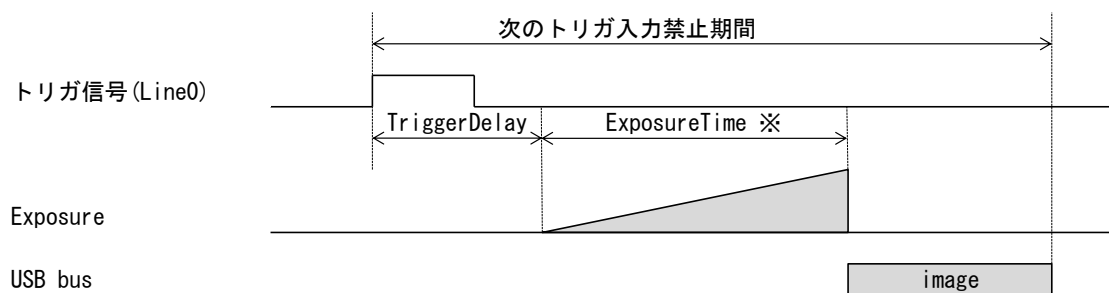 次のトリガ入力禁止期間
トリガ信号(Line0)
TriggerDelay
ExposureTime ※
Exposure
USB bus
image